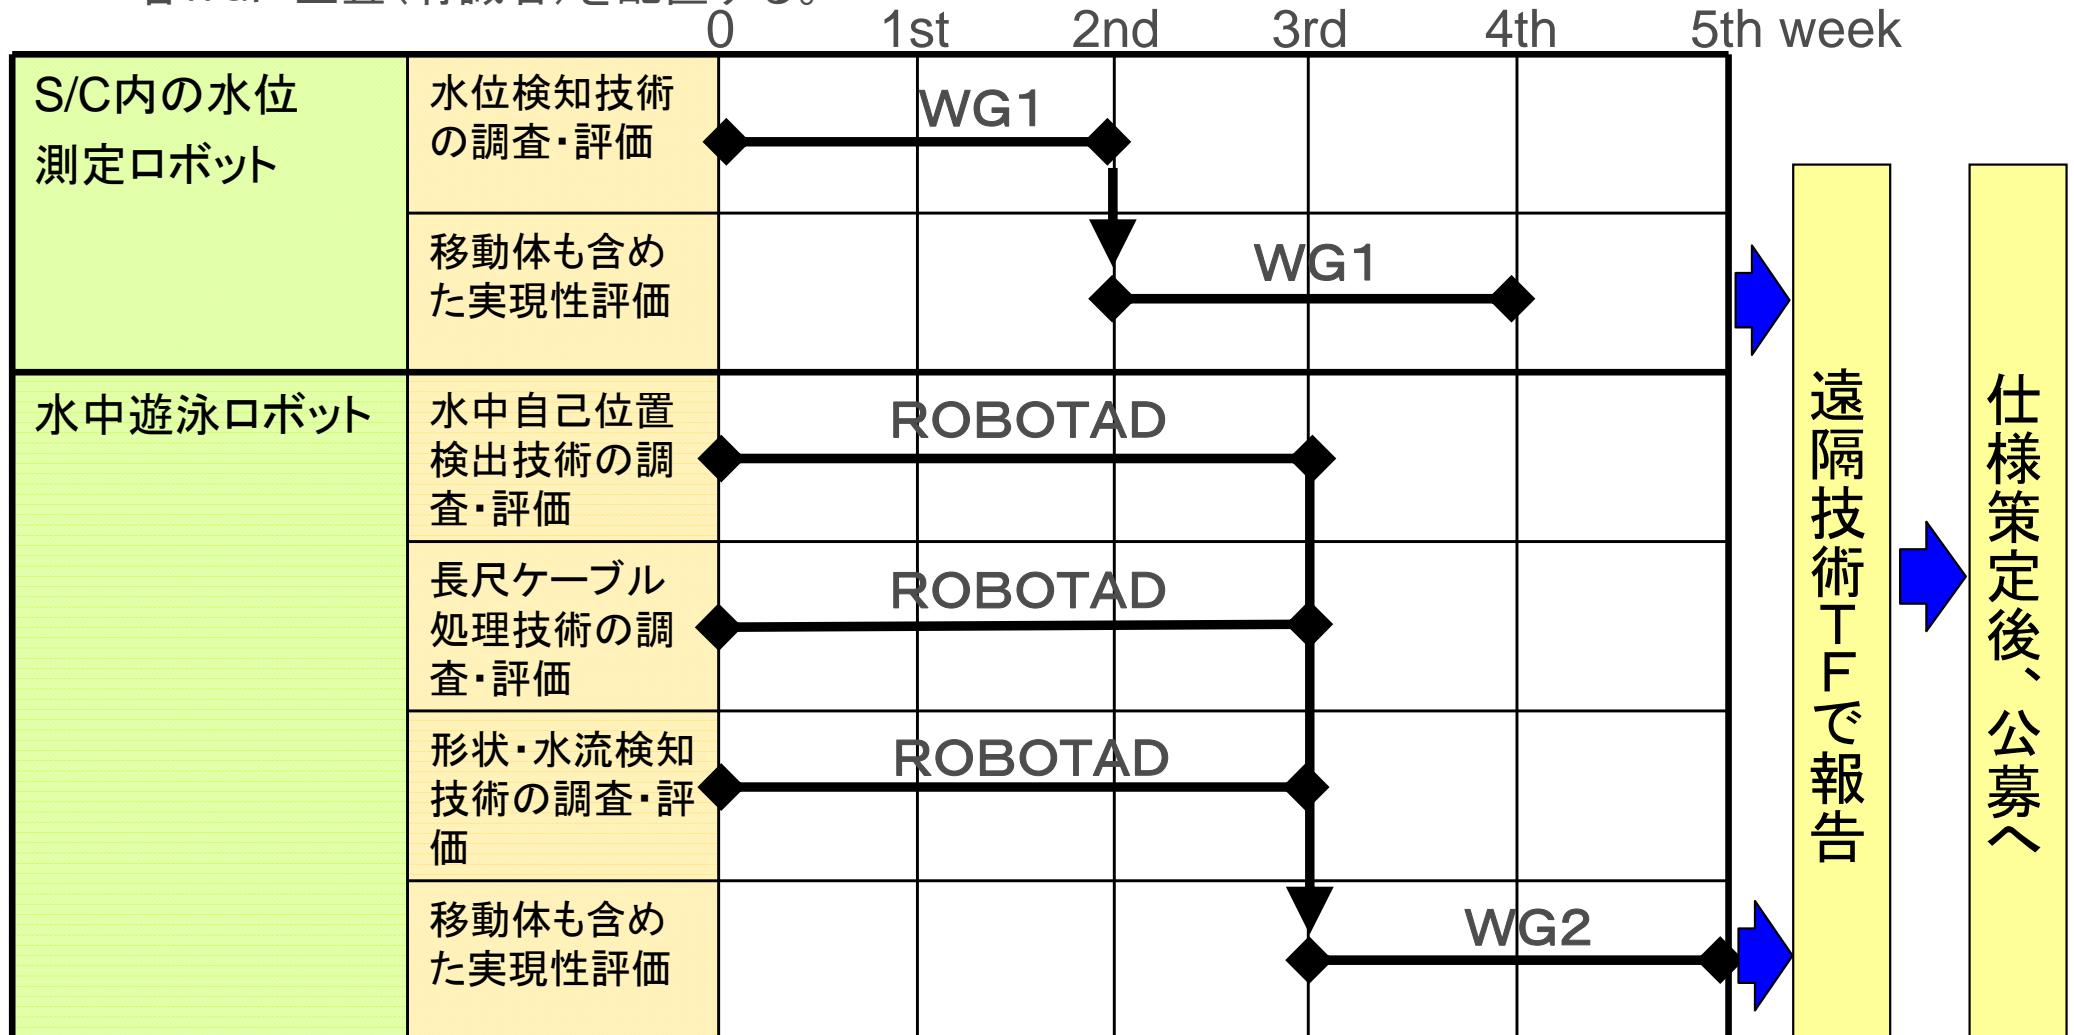 0 1st 2nd 3rd 4th 5th week
S/C内の水位
測定ロボット
水位検知技術
の調査・評価
WG1
移動体も含め
た実現性評価
WG1
水中遊泳ロボット
水中自己位置
検出技術の調
査・評価
ROBOTAD
長尺ケーブル
処理技術の調
査・評価
ROBOTAD
形状・水流検知
技術の調査・評
価
ROBOTAD
移動体も含め
た実現性評価
WG2
遠隔技術TFで報告
仕様策定後、公募へ